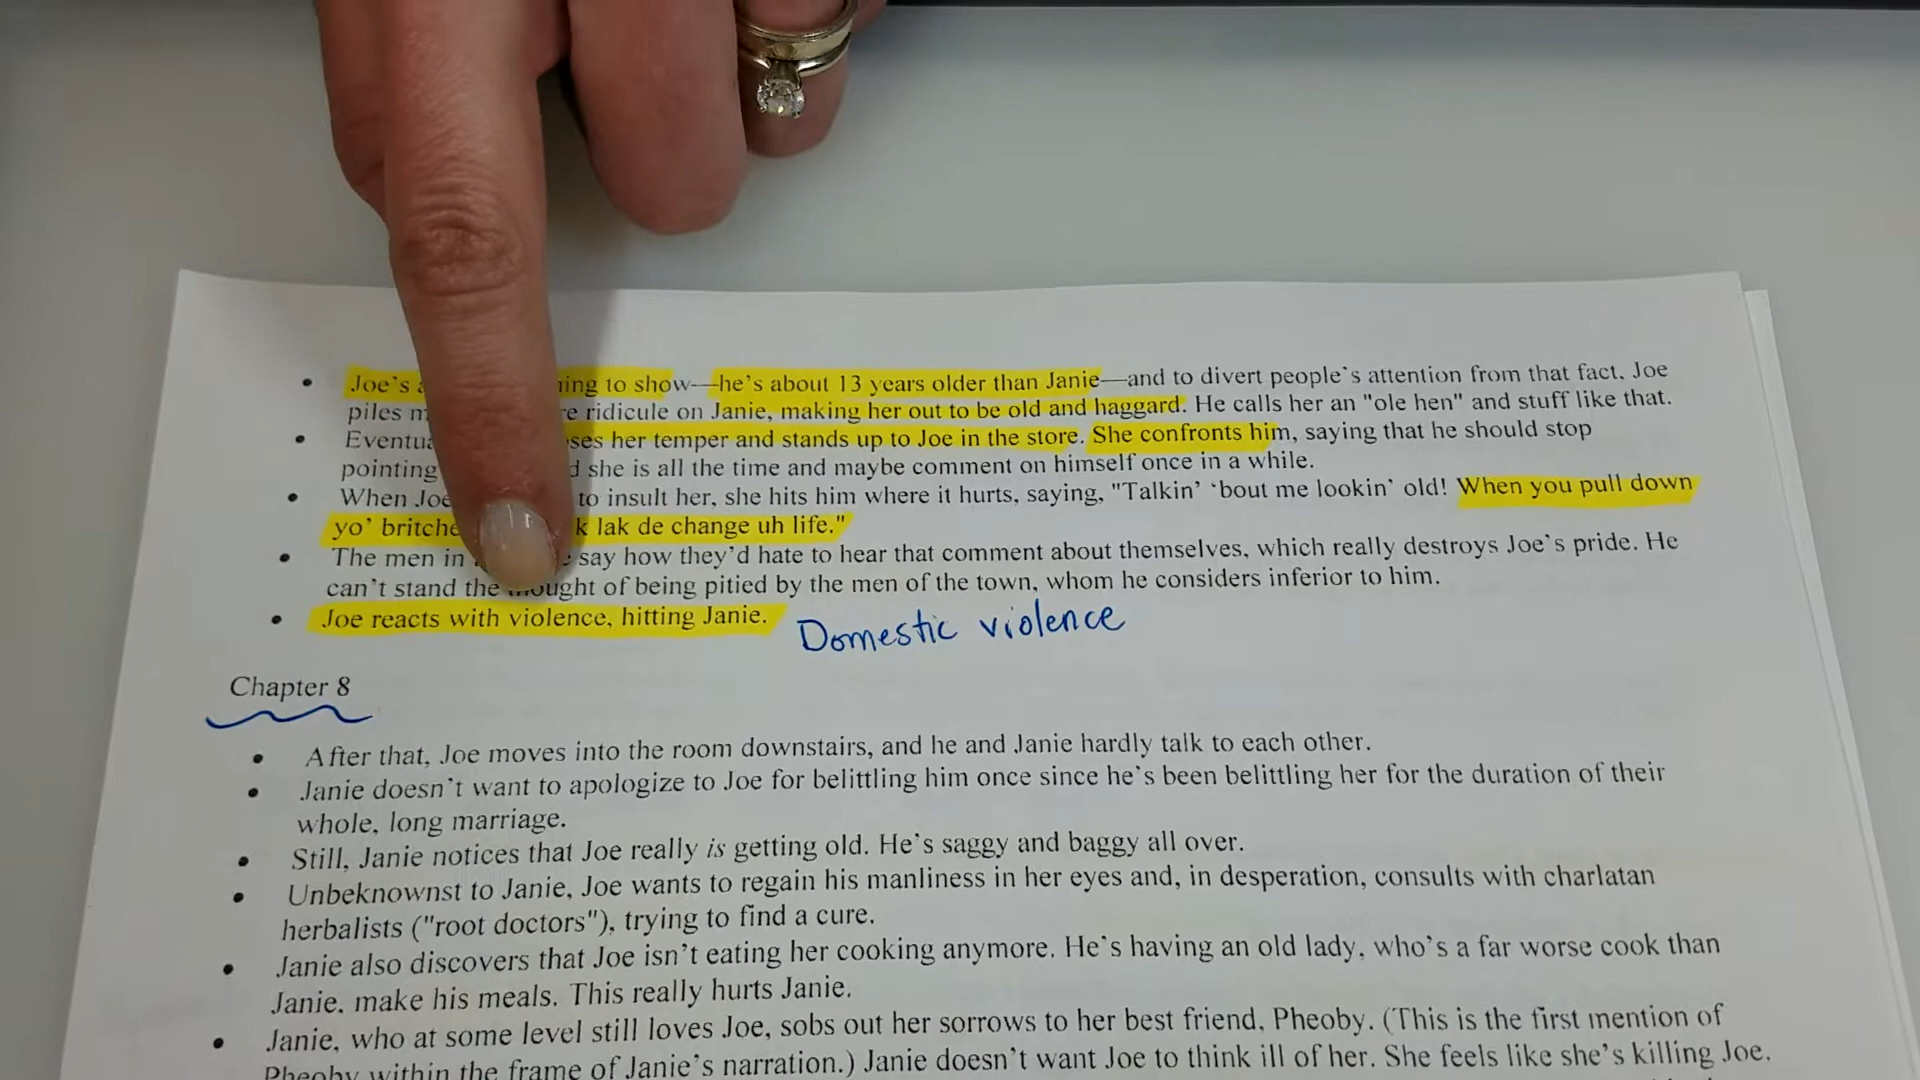 Joe's ing to show—he's about 13 years older than Janie—and to divert people's attention from that fact, Joe
piles ridicule on Janie, making her out to be old and haggard. He calls her an "ole hen" and stuff like that.
her temper and stands up to Joe in the store. She confronts him, saying that he should stop
pointing she is all the time and maybe comment on himself once in a while.
When Joe to insult her, she hits him where it hurts, saying, "Talkin' 'bout me lookin' old! When you pull down
yo' lak de change uh life."
The men in say how they'd hate to hear that comment about themselves, which really destroys Joe's pride. He
can't stand the thought of being pitied by the men of the town, whom he considers inferior to him.
Joe reacts with violence, hitting Janie. Domestic violence
Chapter 8
After that, Joe moves into the room downstairs, and he and Janie hardly talk to each other.
Janie doesn't want to apologize to Joe for belittling him once since he's been belittling her for the duration of their
whole, long marriage.
Still, Janie notices that Joe really is getting old. He's saggy and baggy all over.
Unbeknownst to Janie, Joe wants to regain his manliness in her eyes and, in desperation, consults with charlatan
herbalists ("root doctors"), trying to find a cure.
Janie also discovers that Joe isn't eating her cooking anymore. He's having an old lady, who's a far worse cook than
Janie, make his meals. This really hurts Janie.
Janie, who at some level still loves Joe, sobs out her sorrows to her best friend, Pheoby. (This is the first mention of
Pheoby within the frame of Janie's narration.) Janie doesn't want Joe to think ill of her. She feels like she's killing Joe.